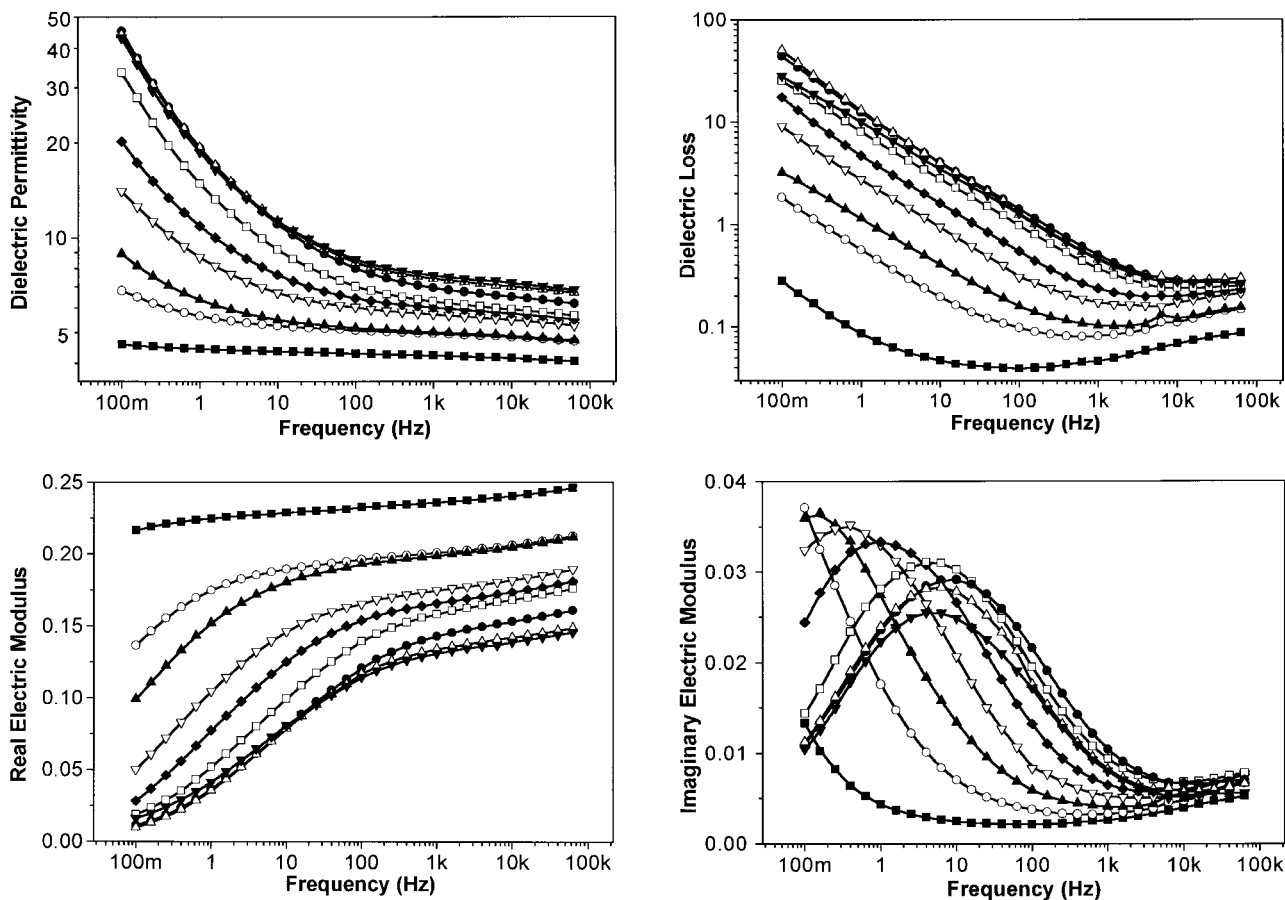 Dielectric Permittivity
50
40
30
20
10
5
100m 1 10 100 1k 10k 100k
Frequency (Hz)
Dielectric Loss
100
10
1
0.1
100m 1 10 100 1k 10k 100k
Frequency (Hz)
Real Electric Modulus
0.25
0.20
0.15
0.10
0.05
0.00
100m 1 10 100 1k 10k 100k
Frequency (Hz)
Imaginary Electric Modulus
0.04
0.03
0.02
0.01
0.00
100m 1 10 100 1k 10k 100k
Frequency (Hz)